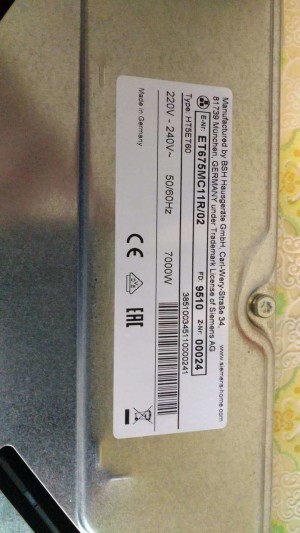 Manufactured by BSH Hausgeräte GmbH, Carl-Wery-Straße 34,
81739 München, GERMANY under Trademark License of Siemens AG
www.siemens-home.com
E-Nr: ET675MC11R/02 FD: 9510 Z-Nr: 00024
Type: HT5ET60
385100345110000241
220V - 240V~ 50/60Hz 7000W
Made in Germany
CE
EAC